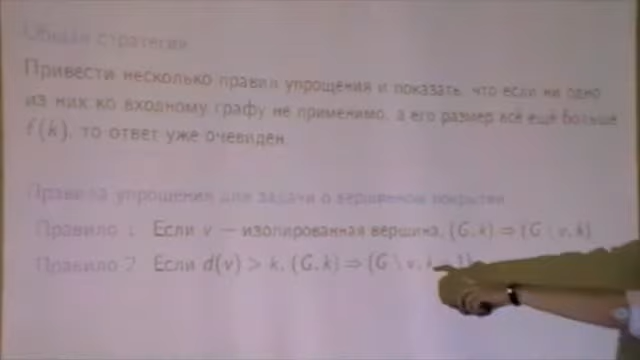 Общая стратегия
Привести несколько правил упрощения и показать, что если ни одно
из них ко входному графу не применимо, а его размер всё ещё больше
f(k), то ответ уже очевиден.
Правила упрощения для задачи о вершинном покрытии
Правило 1 Если v — изолированная вершина, (G, k) ⇒ (G \ v, k)
Правило 2 Если d(v) > k, (G, k) ⇒ (G \ v, k 1)